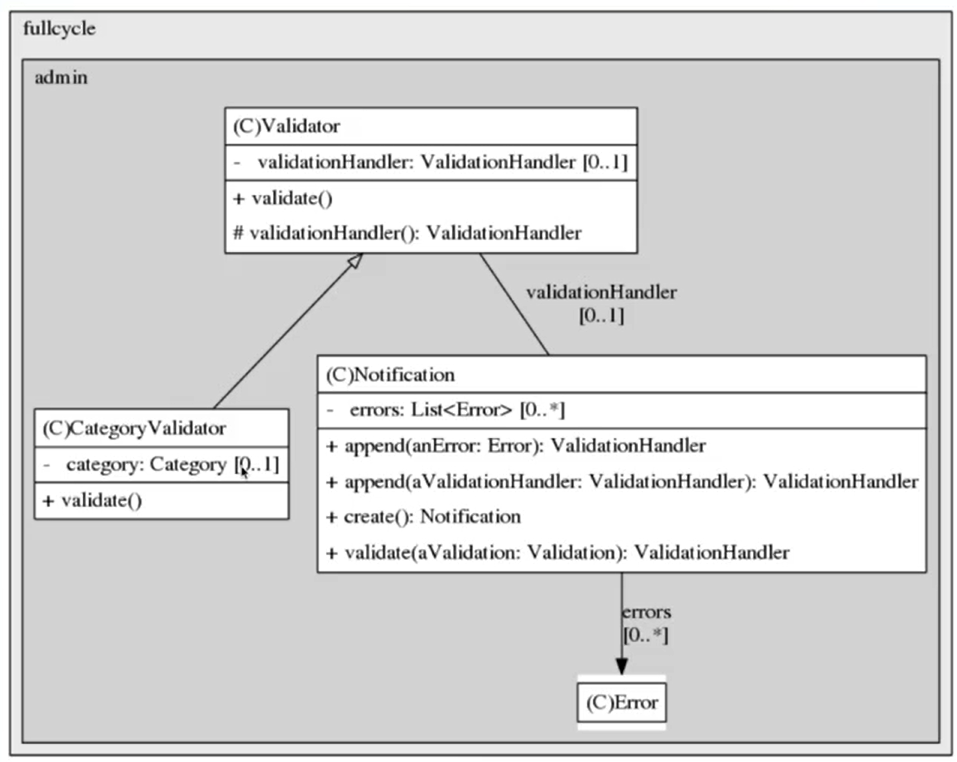 fullcycle
admin
(C)Validator
- validationHandler: ValidationHandler [0..1]
+ validate()
# validationHandler(): ValidationHandler
validationHandler
[0..1]
(C)Notification
- errors: List<Error> [0..*]
+ append(anError: Error): ValidationHandler
+ append(aValidationHandler: ValidationHandler): ValidationHandler
+ create(): Notification
+ validate(aValidation: Validation): ValidationHandler
(C)CategoryValidator
- category: Category [0..1]
+ validate()
errors
[0..*]
(C)Error